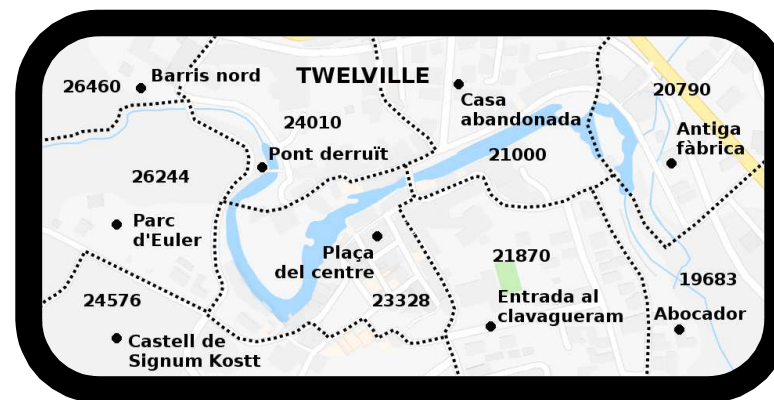 TWELVILLE
26460
Barris nord
24010
Casa
abandonada
20790
Antiga
fàbrica
Pont derruït
21000
26244
Parc
d'Euler
Plaça
del centre
21870
19683
24576
23328
Entrada al
clavagueram
Abocador
Castell de
Signum Kostt